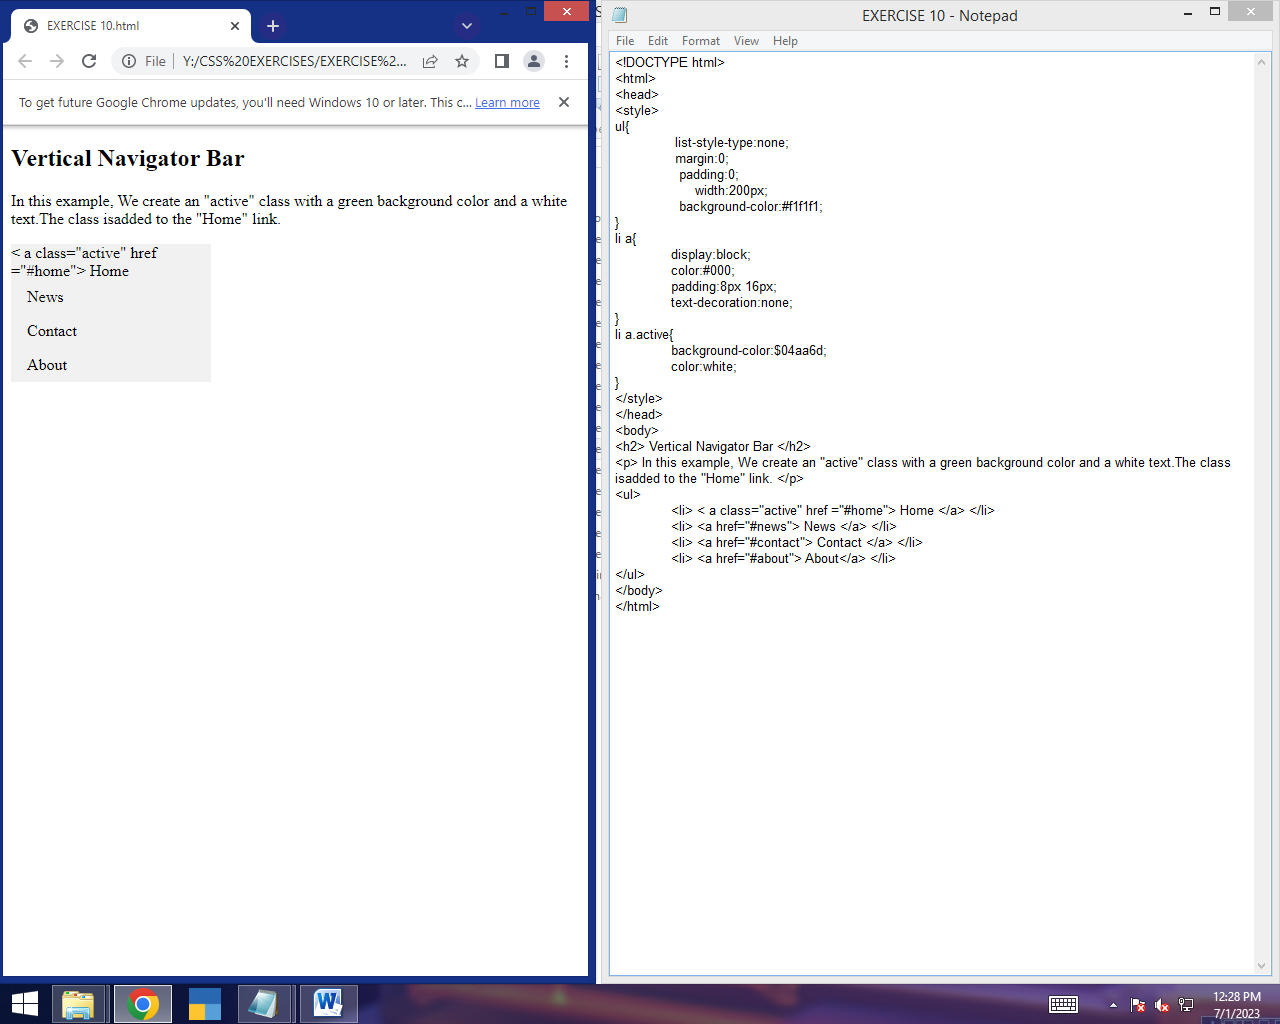 EXERCISE 10.html
File
Y:/CSS%20EXERCISES/EXERCISE%2...
To get future Google Chrome updates, you'll need Windows 10 or later. This c... Learn more
Vertical Navigator Bar
In this example, We create an "active" class with a green background color and a white
text.The class isadded to the "Home" link.
< a class="active" href
="#home"> Home
News
Contact
About
EXERCISE 10 - Notepad
File Edit Format View Help
<!DOCTYPE html>
<html>
<head>
<style>
ul{
list-style-type:none;
margin:0;
padding:0;
width:200px;
background-color:#f1f1f1;
}
li a{
display:block;
color:#000;
padding:8px 16px;
text-decoration:none;
}
li a.active{
background-color:$04aa6d;
color:white;
}
</style>
</head>
<body>
<h2> Vertical Navigator Bar </h2>
<p> In this example, We create an "active" class with a green background color and a white text.The class
isadded to the "Home" link. </p>
<ul>
<li> < a class="active" href ="#home"> Home </a> </li>
<li> <a href="#news"> News </a> </li>
<li> <a href="#contact"> Contact </a> </li>
<li> <a href="#about"> About</a> </li>
</ul>
</body>
</html>
12:28 PM
7/1/2023